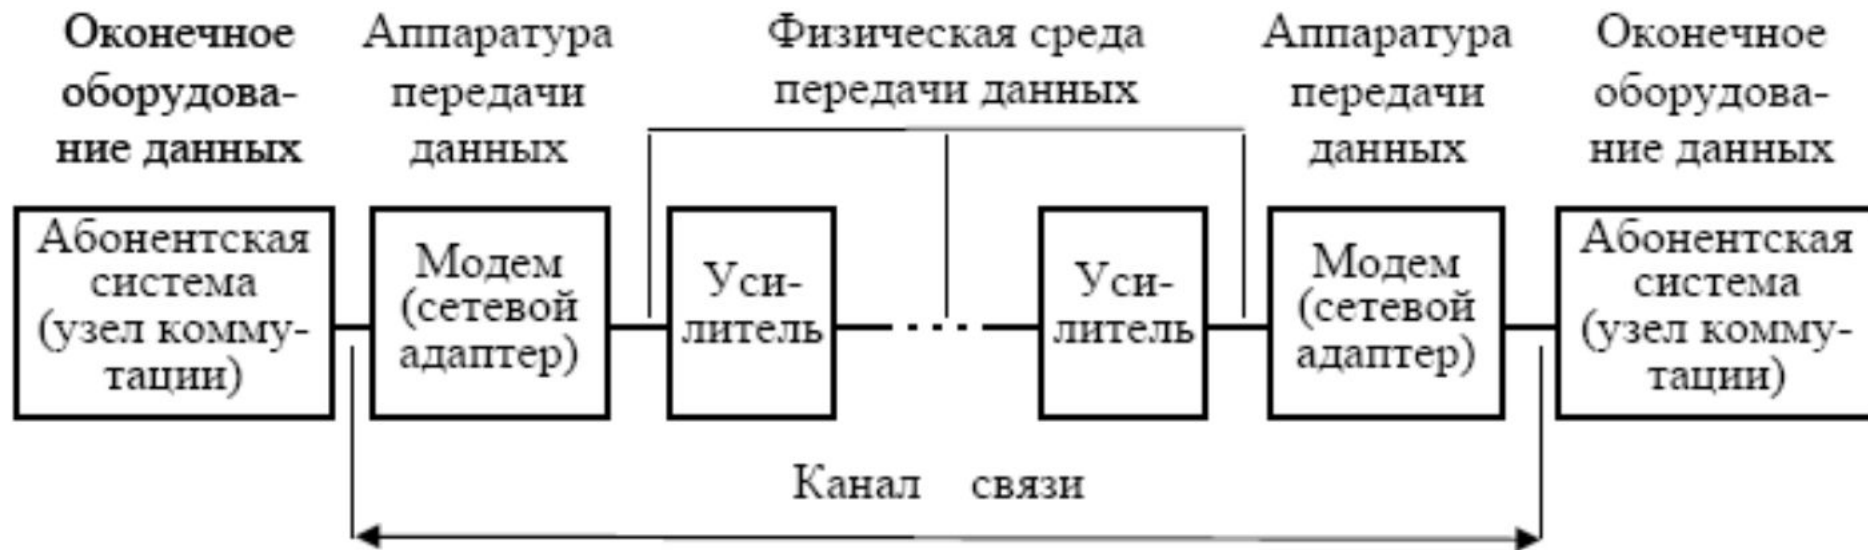 Оконечное
оборудова-
ние данных
Аппаратура
передачи
данных
Физическая среда
передачи данных
Аппаратура
передачи
данных
Оконечное
оборудова-
ние данных
Абонентская
система
(узел комму-
тации)
Модем
(сетевой
адаптер)
Уси-
литель
Уси-
литель
Модем
(сетевой
адаптер)
Абонентская
система
(узел комму-
тации)
Канал связи